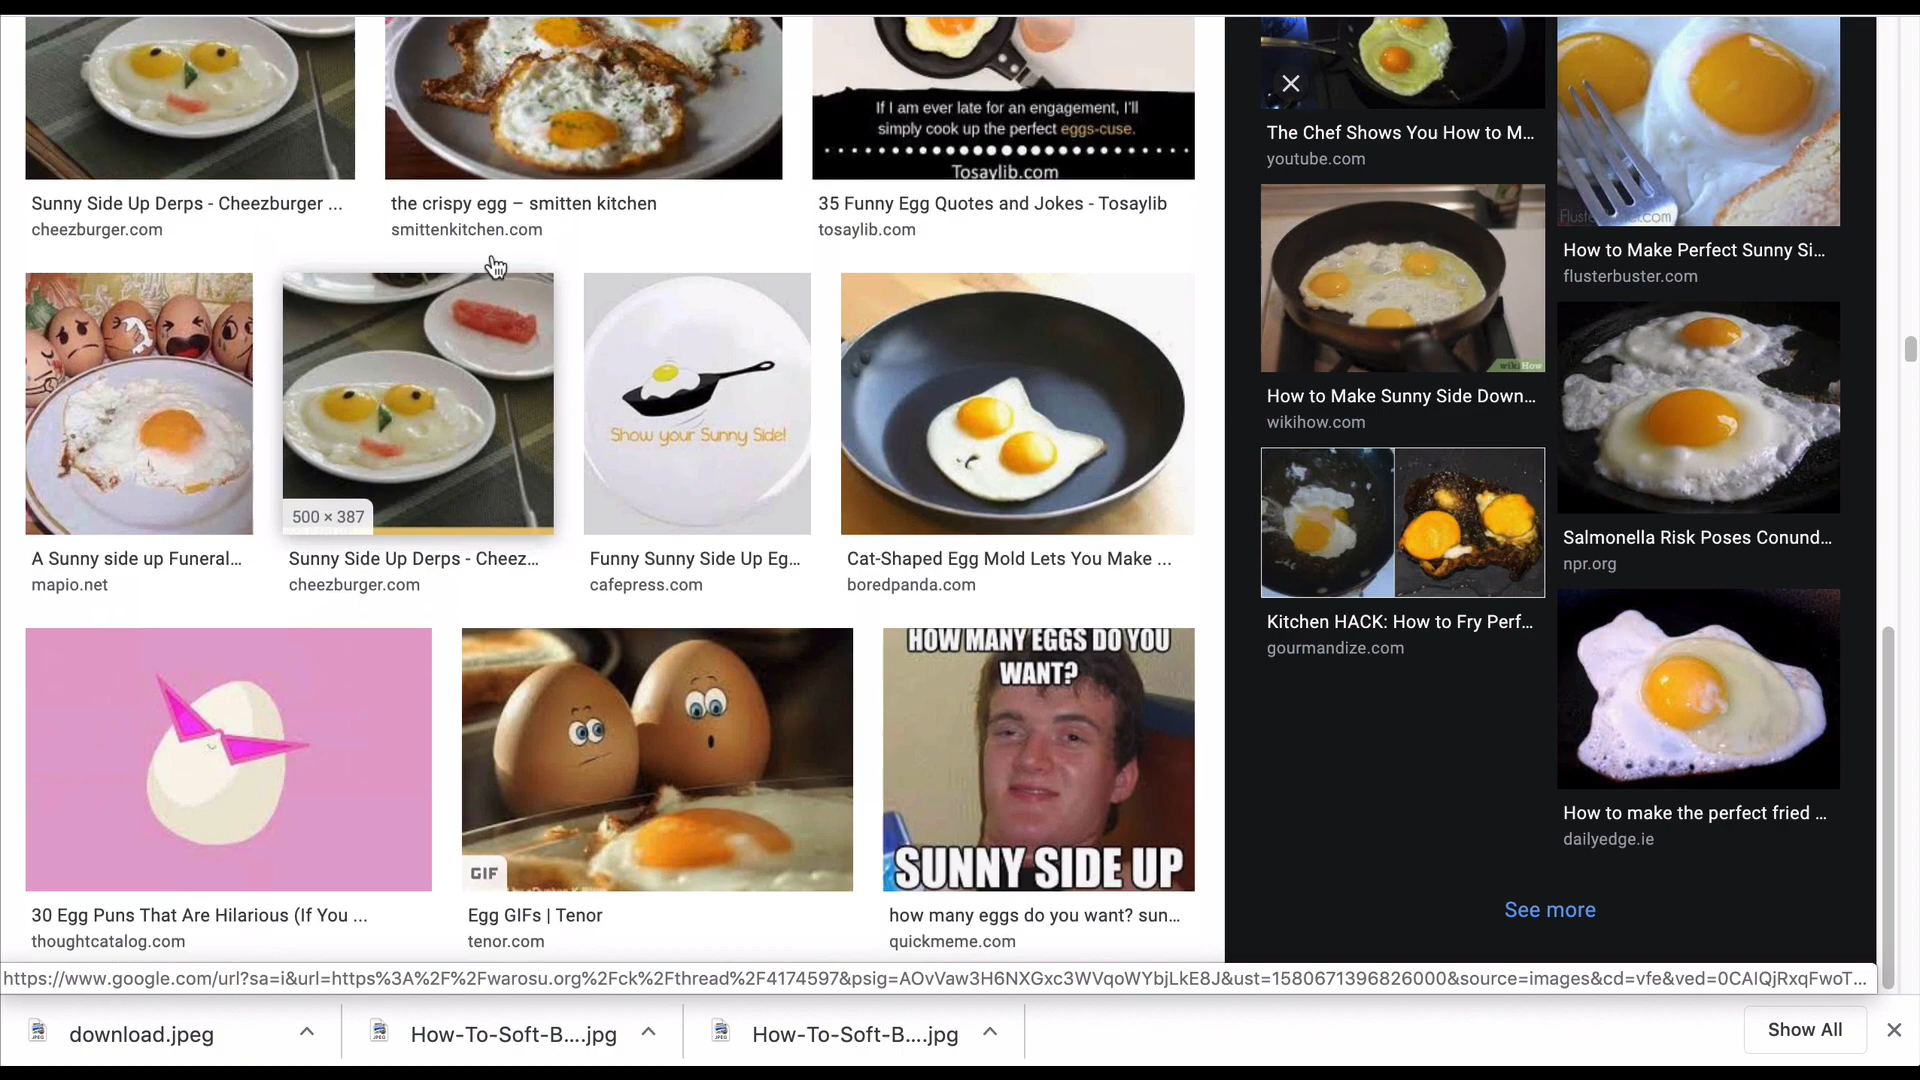 If I am ever late for an engagement, I'll
simply cook up the perfect eggs-cuse.
Tosaylib.com
Sunny Side Up Derps - Cheezburger ...
cheezburger.com
the crispy egg – smitten kitchen
smittenkitchen.com
35 Funny Egg Quotes and Jokes - Tosaylib
tosaylib.com
Show your Sunny Side!
500 × 387
A Sunny side up Funeral...
mapio.net
Sunny Side Up Derps - Cheez...
cheezburger.com
Funny Sunny Side Up Eg...
cafepress.com
Cat-Shaped Egg Mold Lets You Make ...
boredpanda.com
HOW MANY EGGS DO YOU
WANT?
SUNNY SIDE UP
GIF
30 Egg Puns That Are Hilarious (If You ...
thoughtcatalog.com
Egg GIFs | Tenor
tenor.com
how many eggs do you want? sun...
quickmeme.com
The Chef Shows You How to M...
youtube.com
wikiHow
How to Make Sunny Side Down...
wikihow.com
Kitchen HACK: How to Fry Perf...
gourmandize.com
FlusterBuster.com
How to Make Perfect Sunny Si...
flusterbuster.com
Salmonella Risk Poses Conund...
npr.org
How to make the perfect fried ...
dailyedge.ie
See more
https://www.google.com/url?sa=i&url=https%3A%2F%2Fwarosu.org%2Fck%2Fthread%2F4174597&psig=AOvVaw3H6NXGxc3WVqoWYbjLkE8J&ust=1580671396826000&source=images&cd=vfe&ved=0CAIQjRxqFwoT...
download.jpeg
How-To-Soft-B....jpg
How-To-Soft-B....jpg
Show All